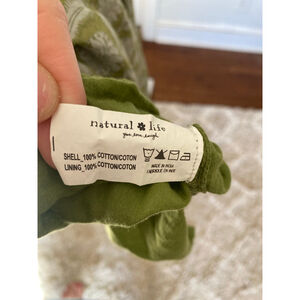 natural life
SHELL_100% COTTON/COTON
LINING_100% COTTON/COTON
MADE IN INDIA